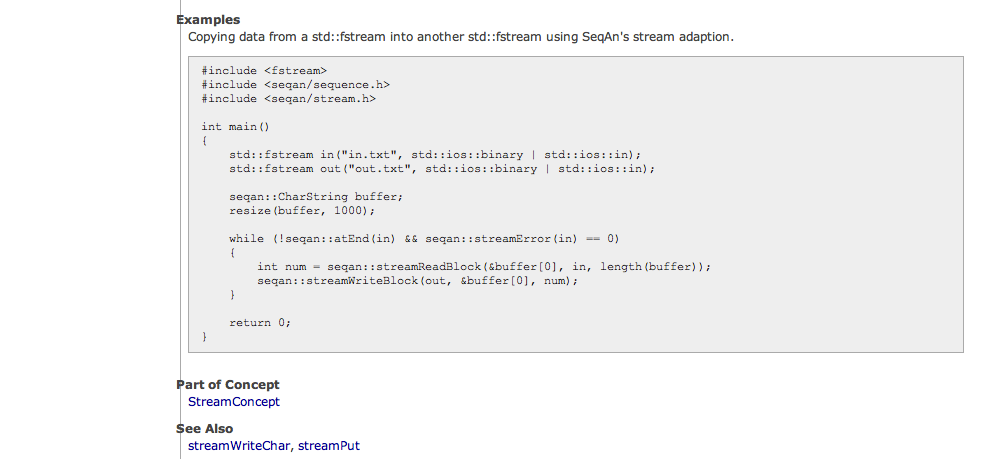 Examples
Copying data from a std::fstream into another std::fstream using SeqAn's stream adaption.
#include <fstream>
#include <seqan/sequence.h>
#include <seqan/stream.h>
int main()
{
    std::fstream in("in.txt", std::ios::binary | std::ios::in);
    std::fstream out("out.txt", std::ios::binary | std::ios::in);
    seqan::CharString buffer;
    resize(buffer, 1000);
    while (!seqan::atEnd(in) && seqan::streamError(in) == 0)
    {
        int num = seqan::streamReadBlock(&buffer[0], in, length(buffer));
        seqan::streamWriteBlock(out, &buffer[0], num);
    }
    return 0;
}
Part of Concept
StreamConcept
See Also
streamWriteChar, streamPut